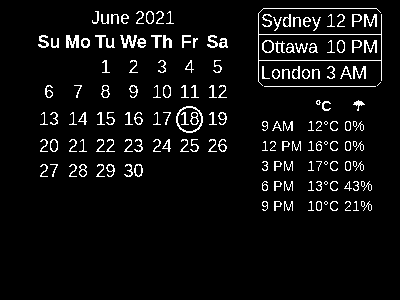 June 2021
Su Mo Tu We Th Fr Sa
1 2 3 4 5
6 7 8 9 10 11 12
13 14 15 16 17 18 19
20 21 22 23 24 25 26
27 28 29 30
Sydney 12 PM
Ottawa 10 PM
London 3 AM
°C ☂
9 AM 12°C 0%
12 PM 16°C 0%
3 PM 17°C 0%
6 PM 13°C 43%
9 PM 10°C 21%